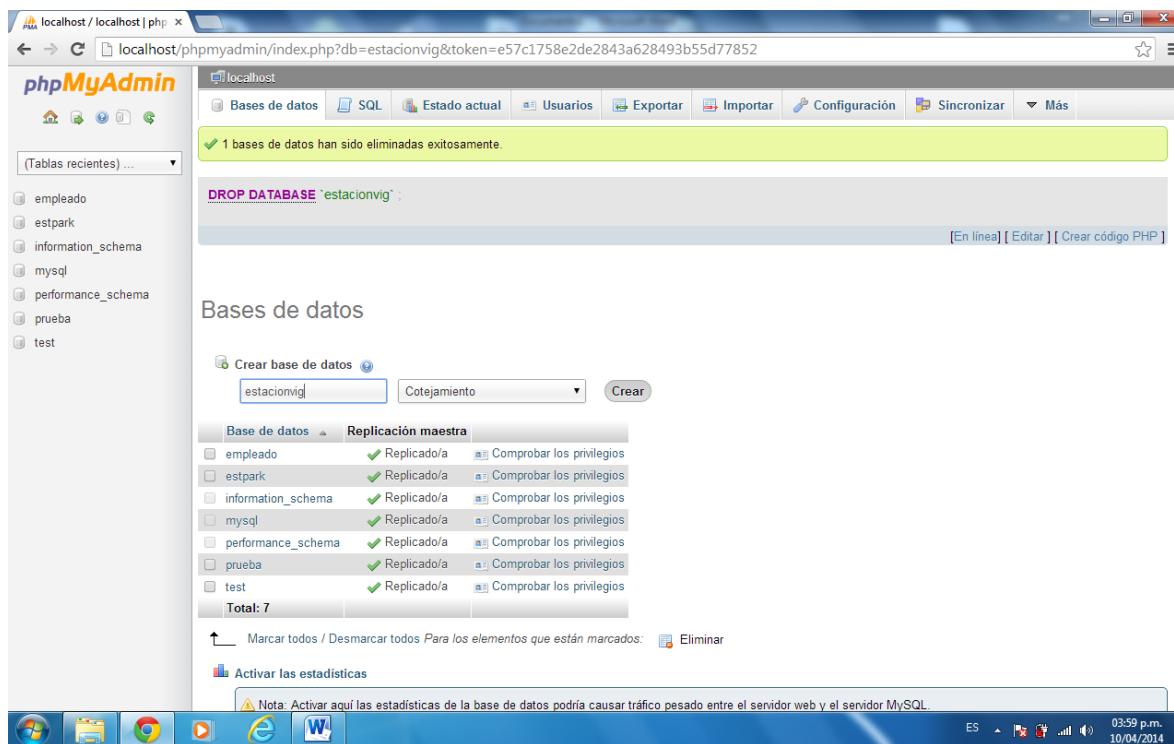 localhost / localhost | php
localhost/phpmyadmin/index.php?db=estacionvig&token=e57c1758e2de2843a628493b55d77852
phpMyAdmin
(Tablas recientes) ...
empleado
estpark
information_schema
mysql
performance_schema
prueba
test
localhost
Bases de datos SQL Estado actual Usuarios Exportar Importar Configuración Sincronizar Más
1 bases de datos han sido eliminadas exitosamente.
DROP DATABASE `estacionvig` ;
[En línea] [ Editar ] [ Crear código PHP ]
Bases de datos
Crear base de datos
estacionvig Cotejamiento Crear
Base de datos Replicación maestra
empleado Replicado/a Comprobar los privilegios
estpark Replicado/a Comprobar los privilegios
information_schema Replicado/a Comprobar los privilegios
mysql Replicado/a Comprobar los privilegios
performance_schema Replicado/a Comprobar los privilegios
prueba Replicado/a Comprobar los privilegios
test Replicado/a Comprobar los privilegios
Total: 7
Marcar todos / Desmarcar todos Para los elementos que están marcados: Eliminar
Activar las estadísticas
Nota: Activar aquí las estadísticas de la base de datos podría causar tráfico pesado entre el servidor web y el servidor MySQL.
ES
03:59 p.m.
10/04/2014